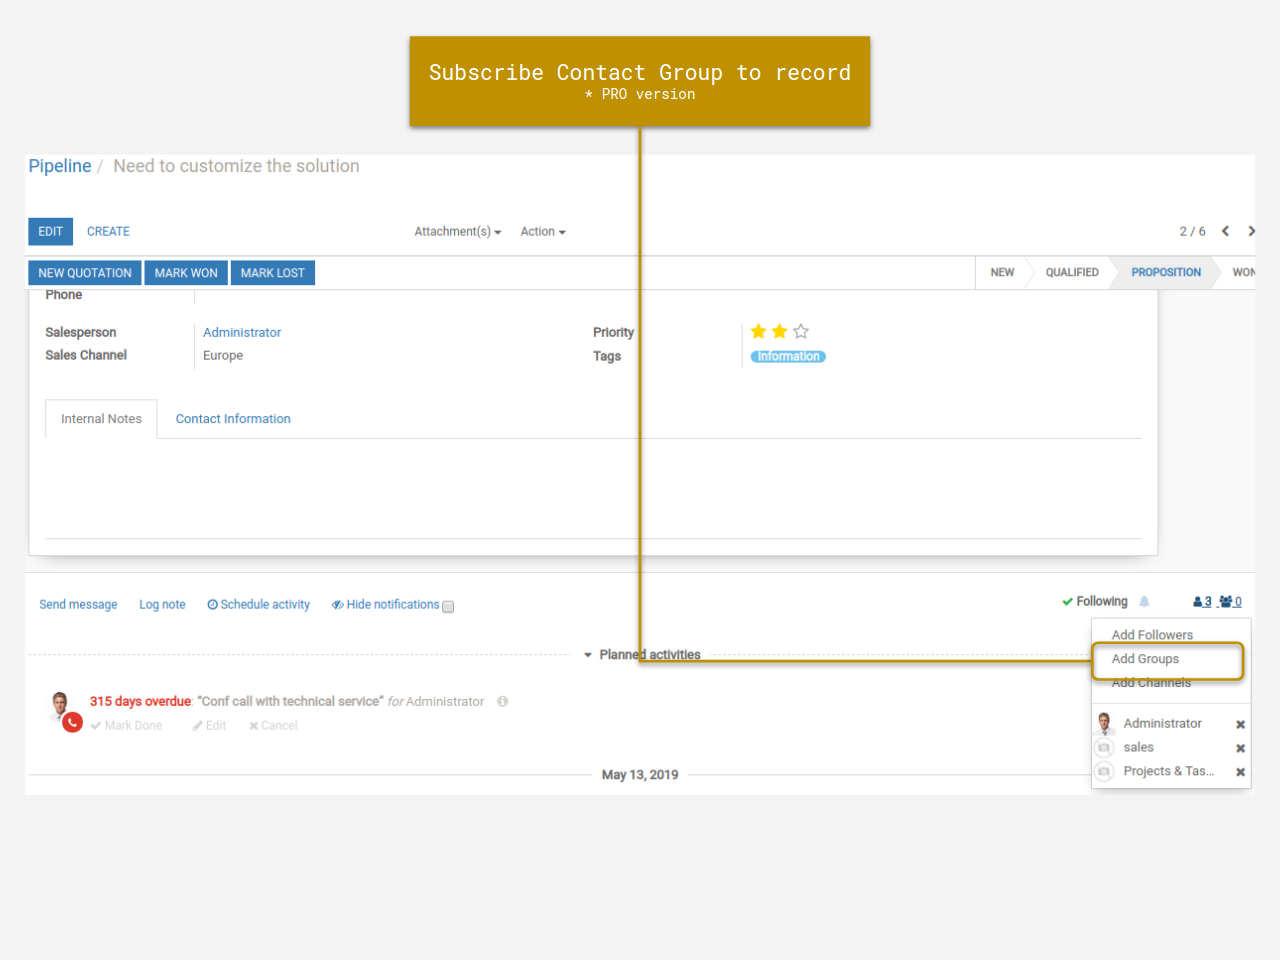 Subscribe Contact Group to record
* PRO version
Pipeline / Need to customize the solution
EDIT CREATE Attachment(s) Action 2 / 6
NEW QUOTATION MARK WON MARK LOST NEW QUALIFIED PROPOSITION WON
Phone
Salesperson Administrator Priority
Sales Channel Europe Tags Information
Internal Notes Contact Information
Send message Log note Schedule activity Hide notifications Following 3 0
Add Followers
Planned activities Add Groups
Add Channels
315 days overdue: “Conf call with technical service” for Administrator
Mark Done Edit Cancel Administrator
sales
May 13, 2019 Projects & Tas...